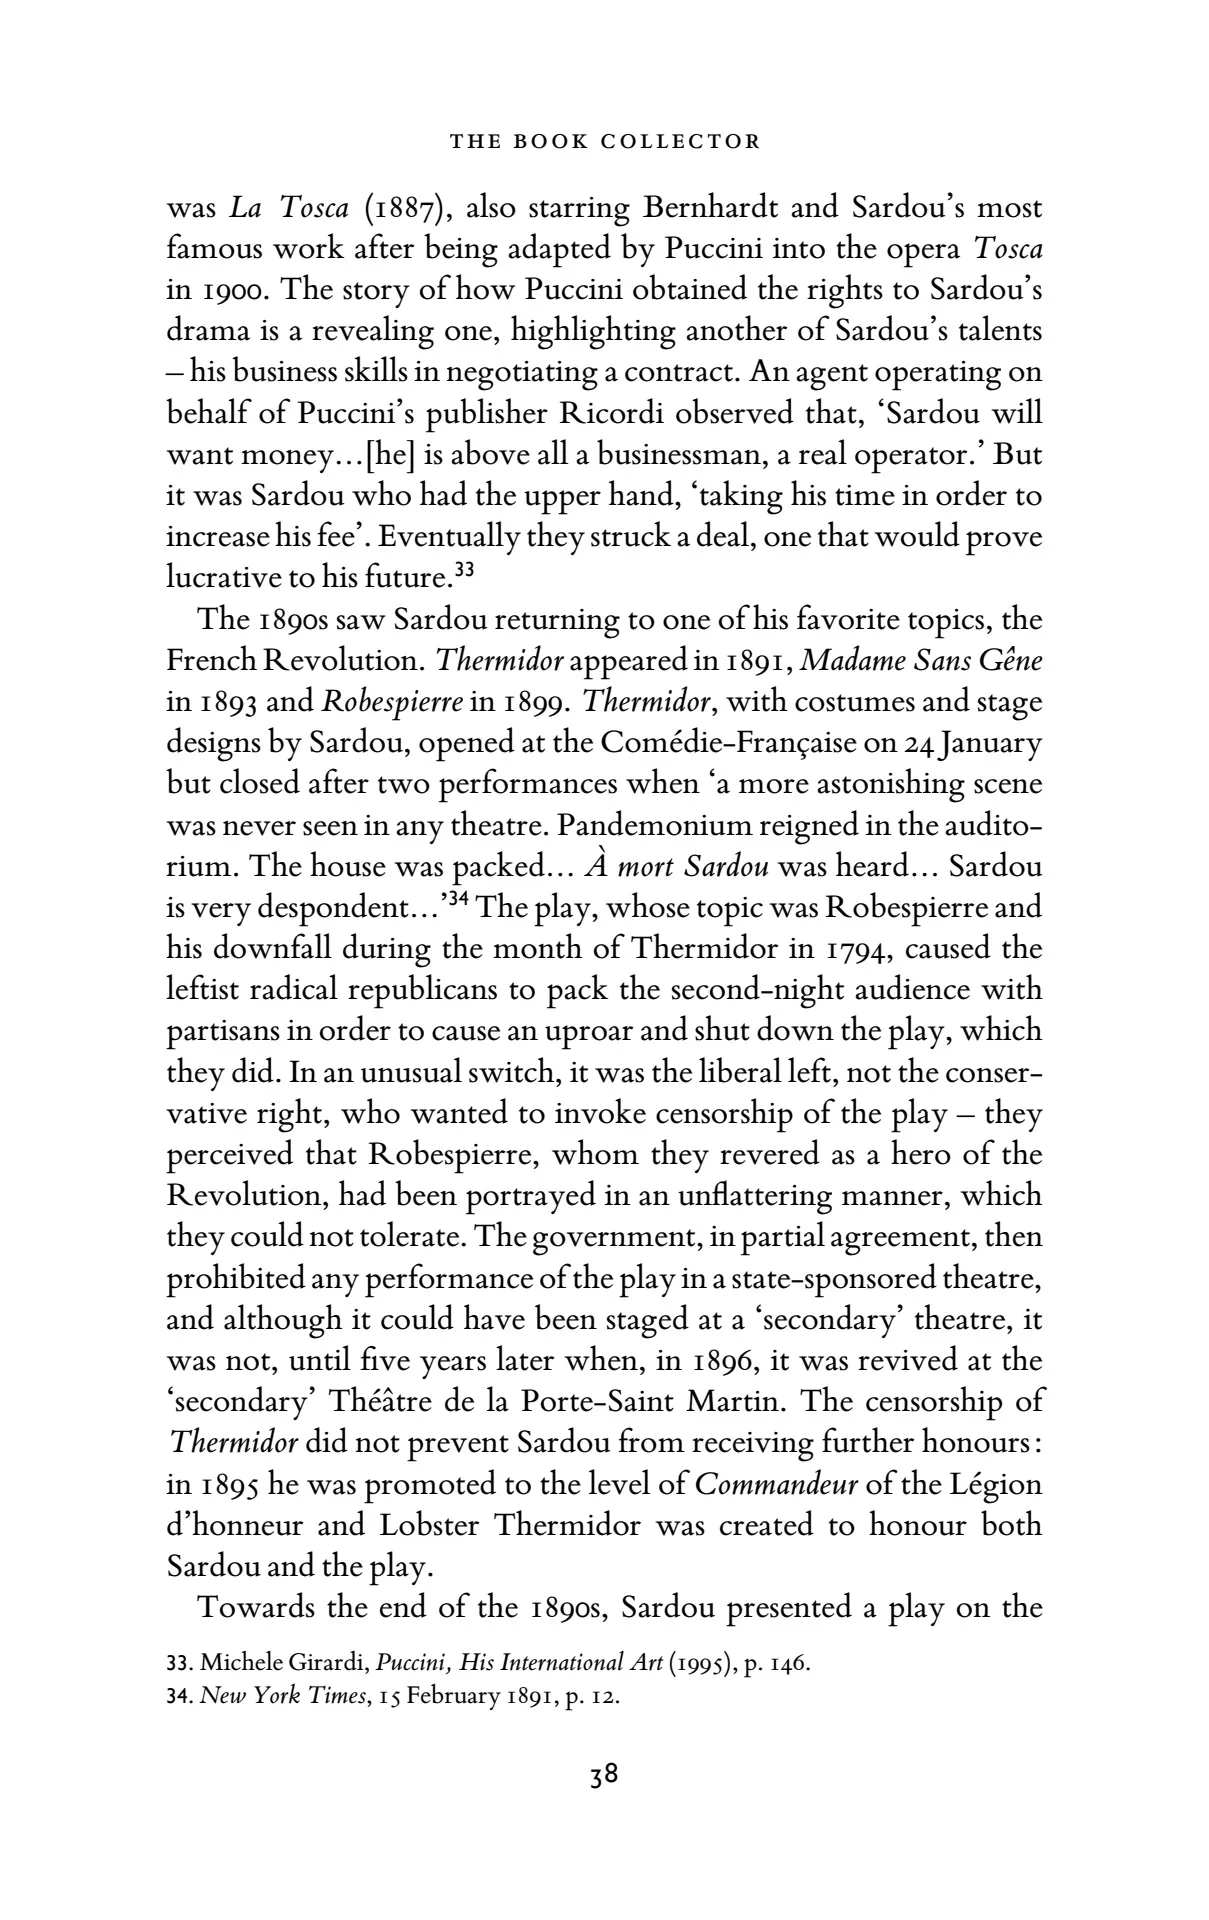 THE BOOK COLLECTOR
was La Tosca (1887), also starring Bernhardt and Sardou’s most
famous work after being adapted by Puccini into the opera Tosca
in 1900. The story of how Puccini obtained the rights to Sardou’s
drama is a revealing one, highlighting another of Sardou’s talents
– his business skills in negotiating a contract. An agent operating on
behalf of Puccini’s publisher Ricordi observed that, ‘Sardou will
want money…[he] is above all a businessman, a real operator.’ But
it was Sardou who had the upper hand, ‘taking his time in order to
increase his fee’. Eventually they struck a deal, one that would prove
lucrative to his future.33
The 1890s saw Sardou returning to one of his favorite topics, the
French Revolution. Thermidor appeared in 1891, Madame Sans Gêne
in 1893 and Robespierre in 1899. Thermidor, with costumes and stage
designs by Sardou, opened at the Comédie-Française on 24 January
but closed after two performances when ‘a more astonishing scene
was never seen in any theatre. Pandemonium reigned in the audito-
rium. The house was packed… À mort Sardou was heard… Sardou
is very despondent…’34 The play, whose topic was Robespierre and
his downfall during the month of Thermidor in 1794, caused the
leftist radical republicans to pack the second-night audience with
partisans in order to cause an uproar and shut down the play, which
they did. In an unusual switch, it was the liberal left, not the conser-
vative right, who wanted to invoke censorship of the play – they
perceived that Robespierre, whom they revered as a hero of the
Revolution, had been portrayed in an unflattering manner, which
they could not tolerate. The government, in partial agreement, then
prohibited any performance of the play in a state-sponsored theatre,
and although it could have been staged at a ‘secondary’ theatre, it
was not, until five years later when, in 1896, it was revived at the
‘secondary’ Théâtre de la Porte-Saint Martin. The censorship of
Thermidor did not prevent Sardou from receiving further honours:
in 1895 he was promoted to the level of Commandeur of the Légion
d’honneur and Lobster Thermidor was created to honour both
Sardou and the play.
Towards the end of the 1890s, Sardou presented a play on the
33. Michele Girardi, Puccini, His International Art (1995), p. 146.
34. New York Times, 15 February 1891, p. 12.
38